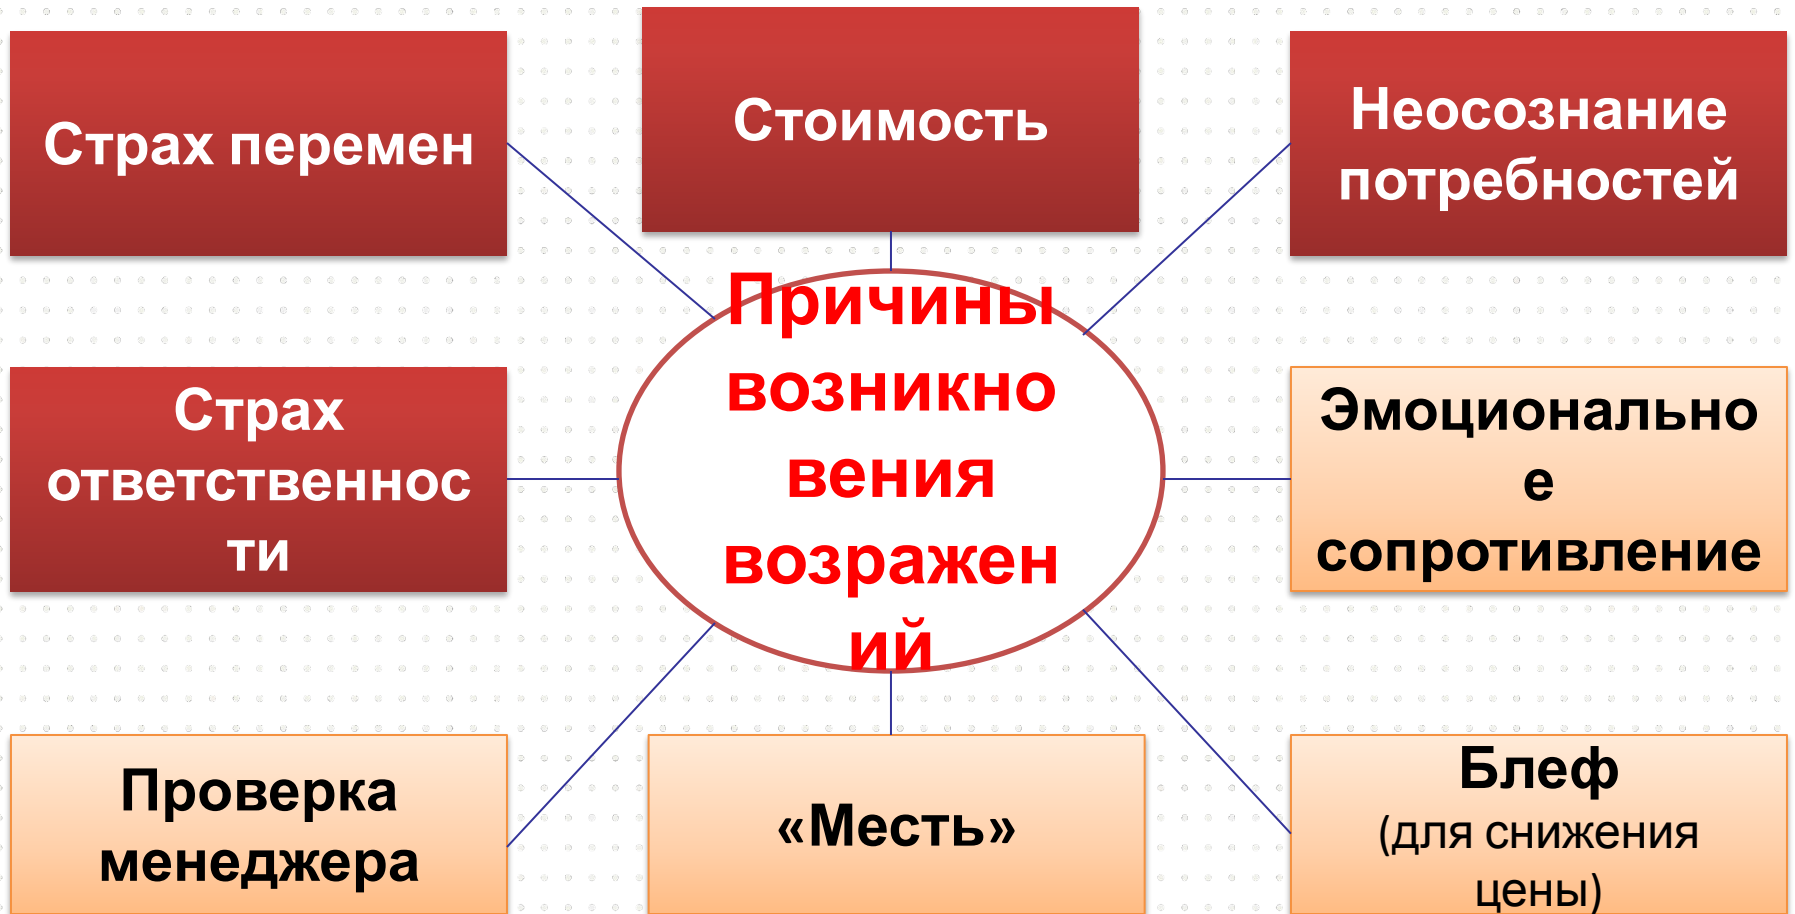 Страх перемен
Стоимость
Неосознание
потребностей
Причины
возникно
вения
возражен
ий
Страх
ответственнос
ти
Эмоционально
е
сопротивление
Проверка
менеджера
«Месть»
Блеф
(для снижения
цены)